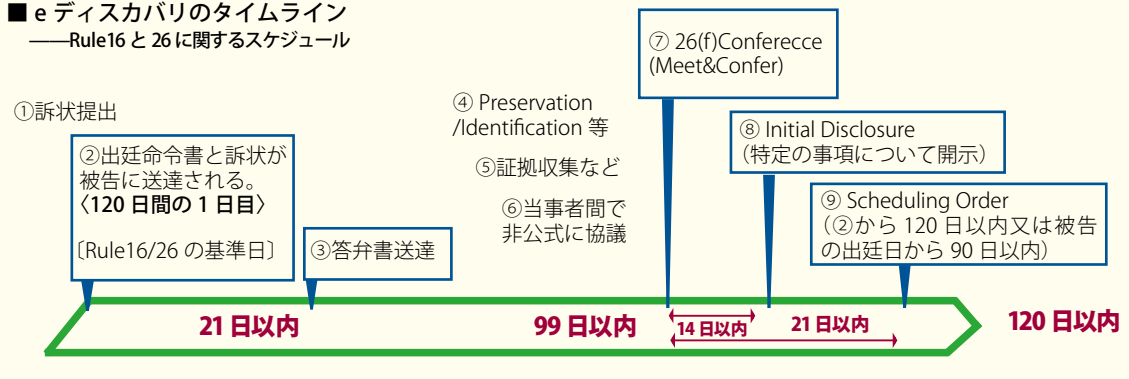 ■ e ディスカバリのタイムライン
——Rule16 と 26 に関するスケジュール
①訴状提出
②出廷命令書と訴状が
被告に送達される。
〈120 日間の 1 日目〉
〔Rule16/26 の基準日〕
③答弁書送達
④ Preservation
/Identification 等
⑤証拠収集など
⑥当事者間で
非公式に協議
⑦ 26(f)Conferecce
(Meet&Confer)
⑧ Initial Disclosure
（特定の事項について開示）
⑨ Scheduling Order
（②から 120 日以内又は被告
の出廷日から 90 日以内）
21 日以内
99 日以内
14 日以内
21 日以内
120 日以内